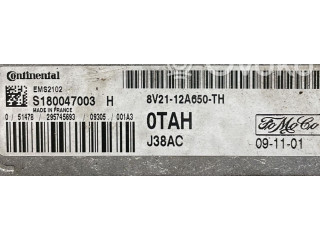 Continental
EMS2102
S180047003 H
MADE IN FRANCE
0 / 51478 / 295745693 / 09305 / 001A3
8V21-12A650-TH
0TAH
J38AC
FoMoCo
09-11-01